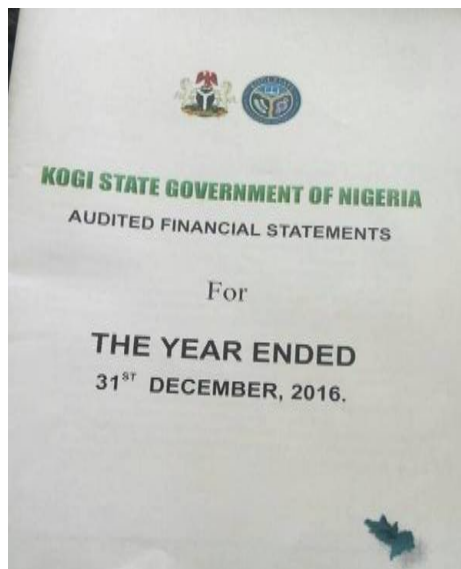 KOGI STATE GOVERNMENT OF NIGERIA
AUDITED FINANCIAL STATEMENTS
For
THE YEAR ENDED
31ST DECEMBER, 2016.